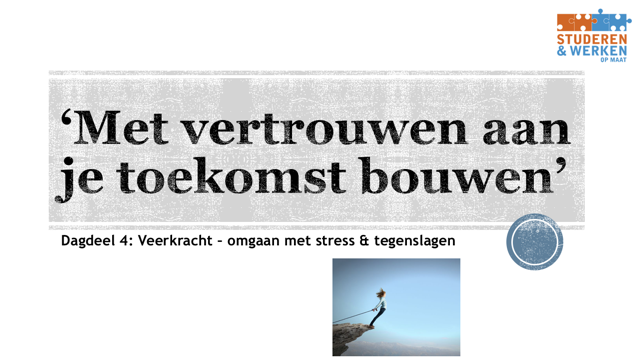 STUDEREN
& WERKEN
OP MAAT
‘Met vertrouwen aan
je toekomst bouwen’
Dagdeel 4: Veerkracht – omgaan met stress & tegenslagen